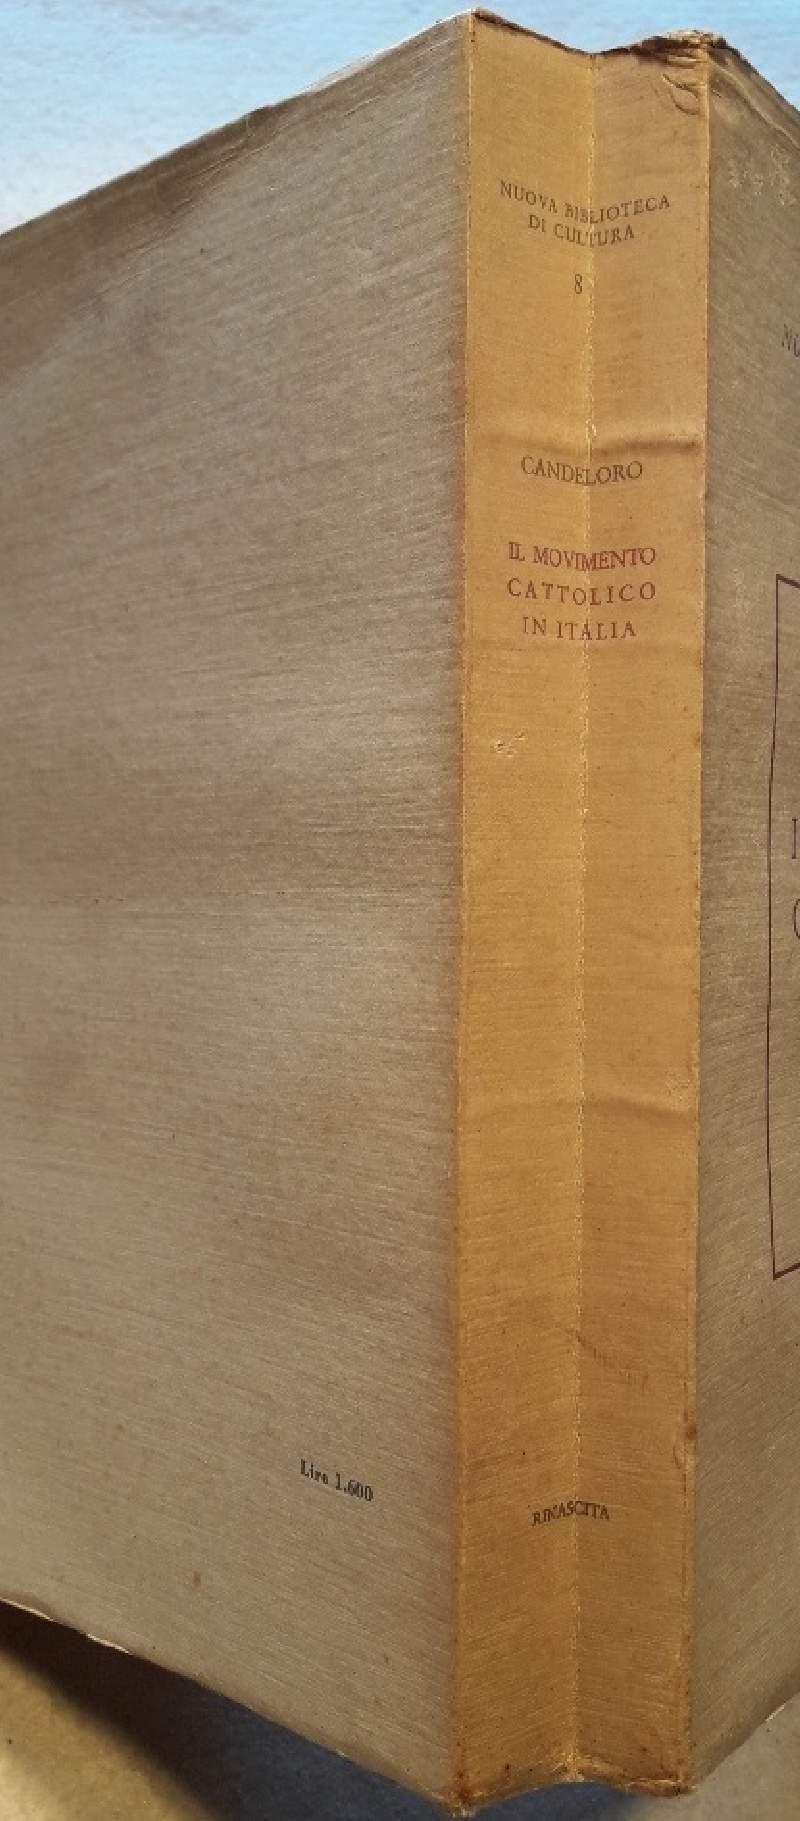 NUOVA BIBLIOTECA
DI CULTURA
8
CANDELORO
IL MOVIMENTO
CATTOLICO
IN ITALIA
RINASCITA
Lire 1.600